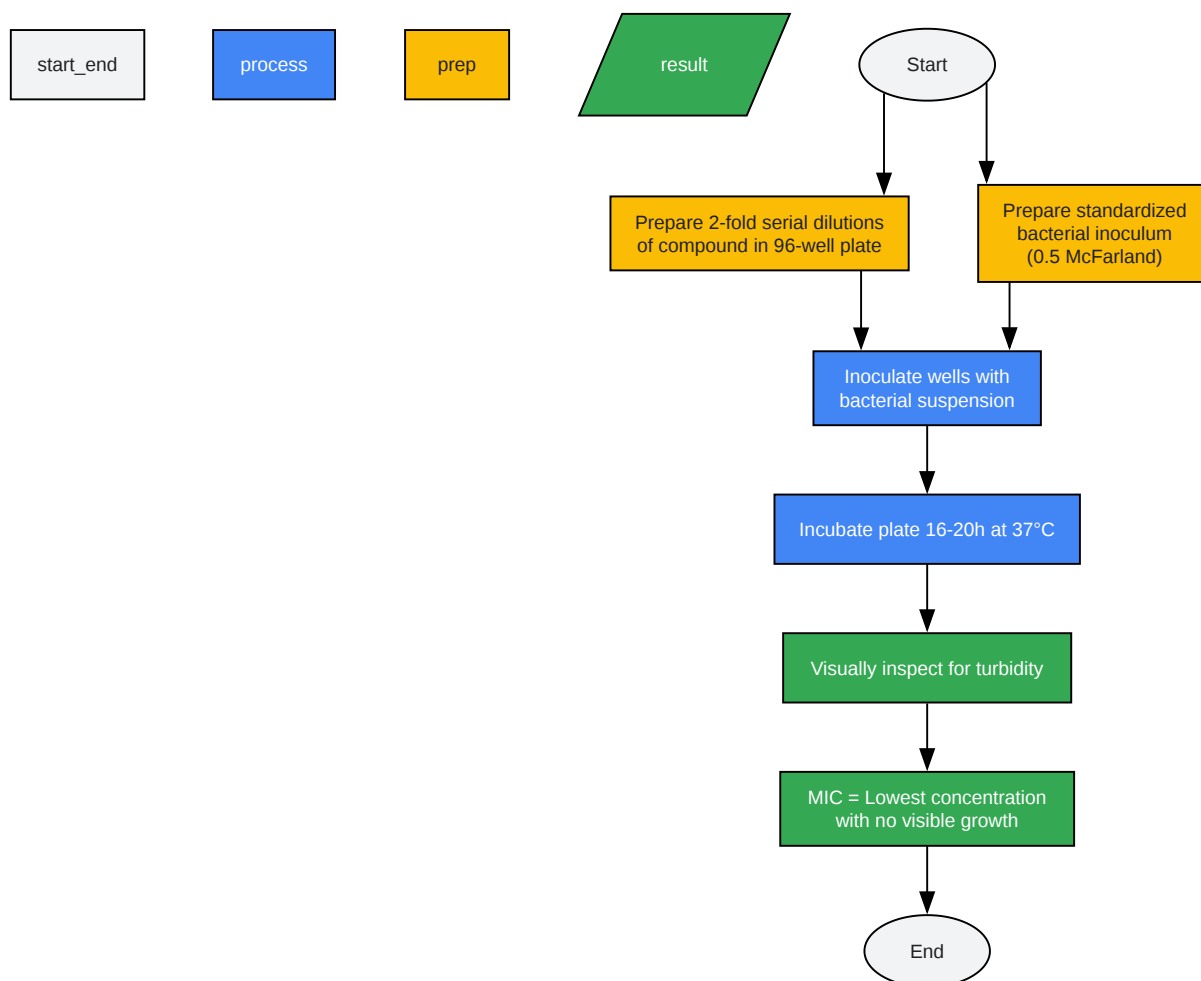 start_end
process
prep
result
Start
Prepare 2-fold serial dilutions
of compound in 96-well plate
Prepare standardized
bacterial inoculum
(0.5 McFarland)
Inoculate wells with
bacterial suspension
Incubate plate 16-20h at 37°C
Visually inspect for turbidity
MIC = Lowest concentration
with no visible growth
End